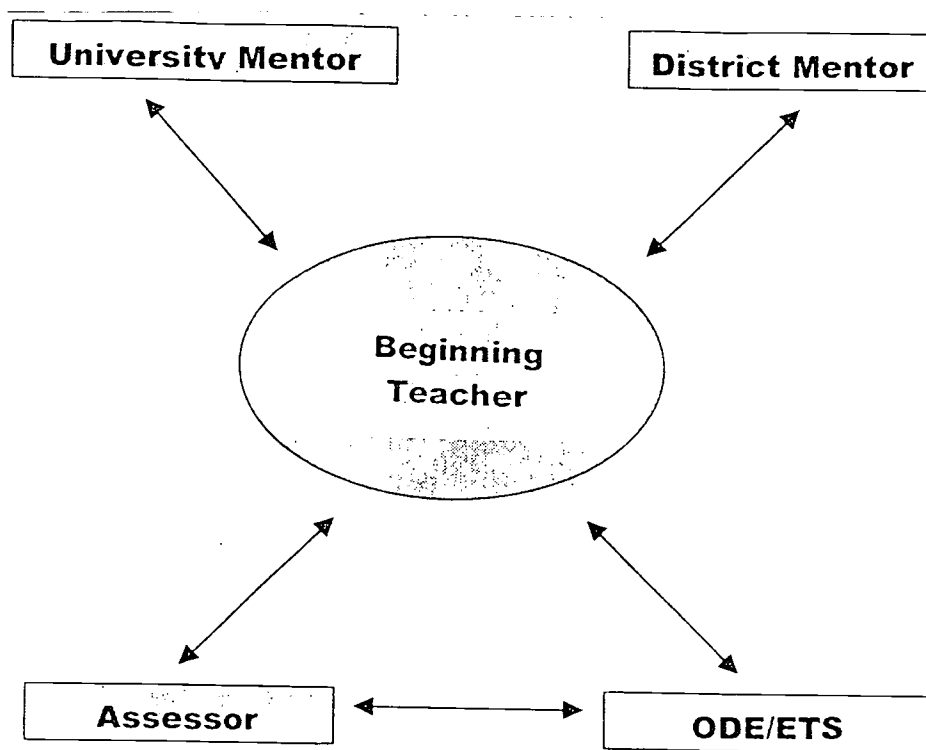 University Mentor
District Mentor
Beginning
Teacher
Assessor
ODE/ETS